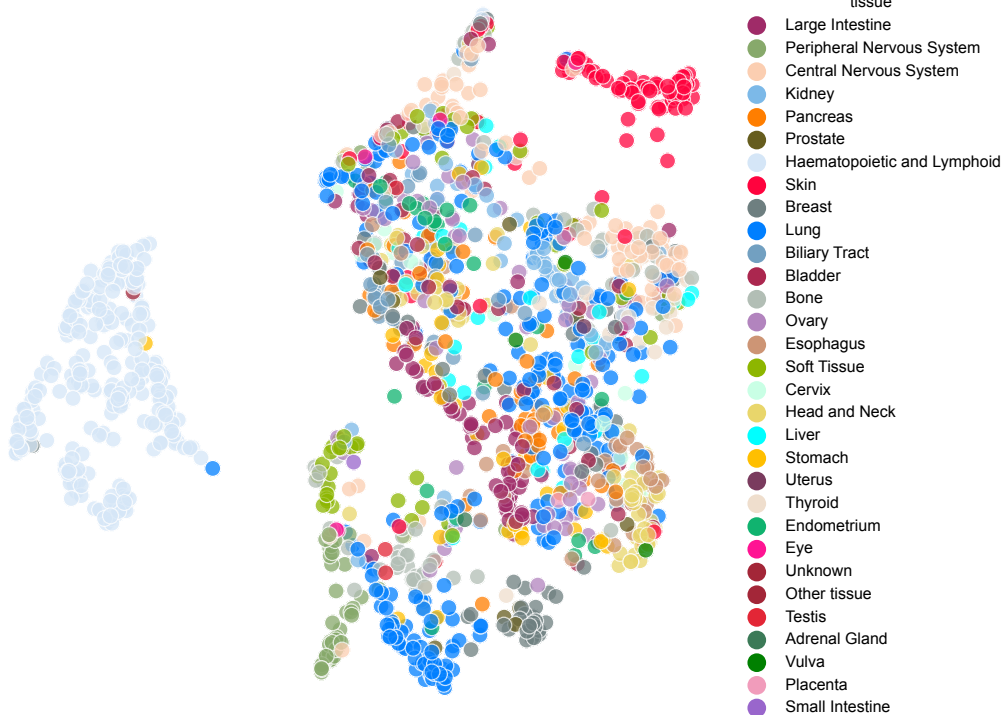 tissue
Large Intestine
Peripheral Nervous System
Central Nervous System
Kidney
Pancreas
Prostate
Haematopoietic and Lymphoid
Skin
Breast
Lung
Biliary Tract
Bladder
Bone
Ovary
Esophagus
Soft Tissue
Cervix
Head and Neck
Liver
Stomach
Uterus
Thyroid
Endometrium
Eye
Unknown
Other tissue
Testis
Adrenal Gland
Vulva
Placenta
Small Intestine